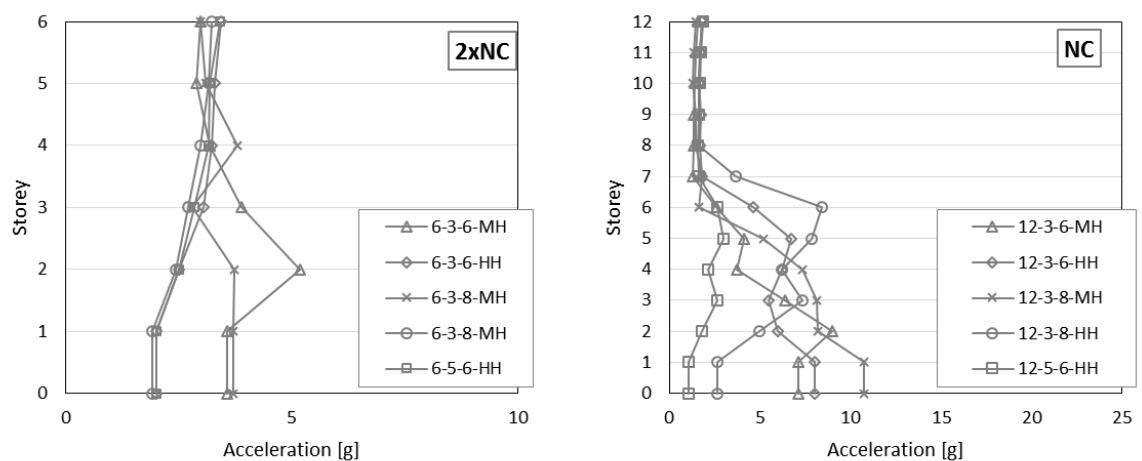 2xNC
6
5
4
3
2
1
0
Storey
6-3-6-MH
6-3-6-HH
6-3-8-MH
6-3-8-MH
6-5-6-HH
0
5
10
Acceleration [g]
NC
12
11
10
9
8
7
6
5
4
3
2
1
0
Storey
12-3-6-MH
12-3-6-HH
12-3-8-MH
12-3-8-HH
12-5-6-HH
0
5
10
15
20
25
Acceleration [g]